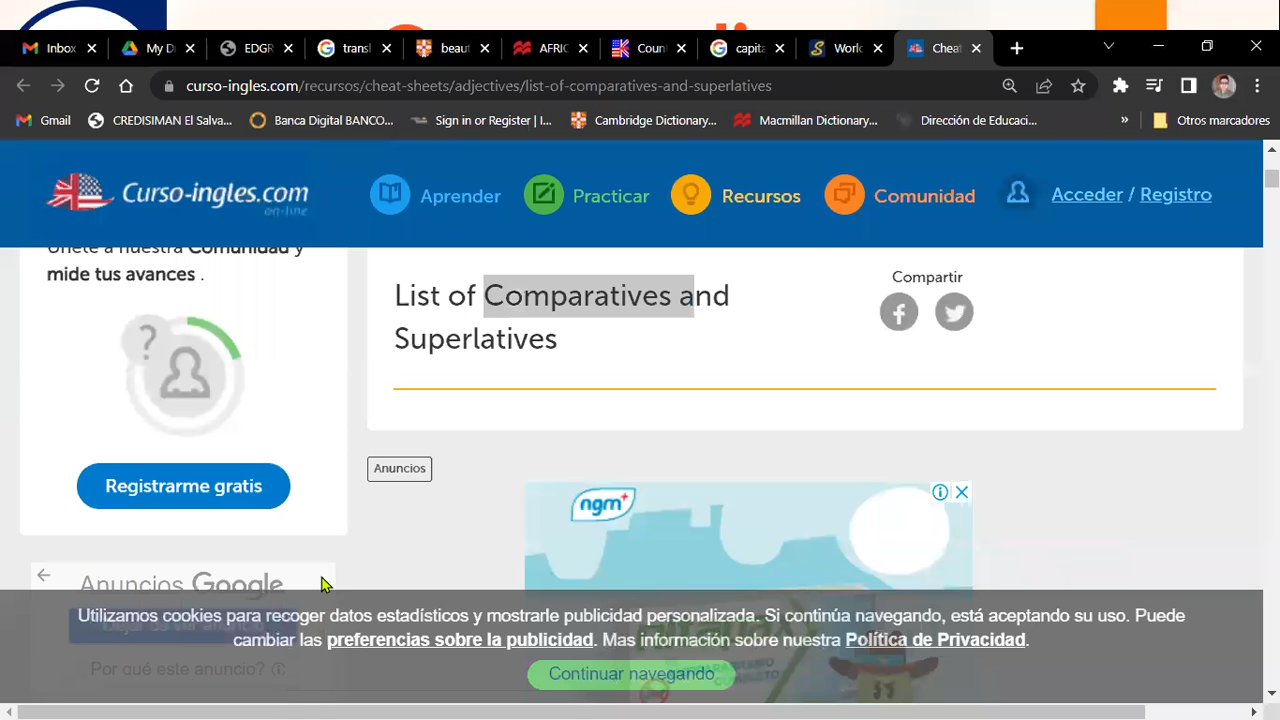 Inbox
My D
EDGR
transl
beaut
AFRIC
Count
capita
Worl
Cheat
curso-ingles.com/recursos/cheat-sheets/adjectives/list-of-comparatives-and-superlatives
Gmail
CREDISIMAN El Salva...
Banca Digital BANCO...
Sign in or Register | I...
Cambridge Dictionary...
Macmillan Dictionary...
Dirección de Educaci...
»
Otros marcadores
Curso-ingles.com
on-line
Aprender
Practicar
Recursos
Comunidad
Acceder / Registro
Únete a nuestra Comunidad y
mide tus avances .
?
Registrarme gratis
List of Comparatives and
Superlatives
Compartir
Anuncios
ngm+
Anuncios Google
Utilizamos cookies para recoger datos estadísticos y mostrarle publicidad personalizada. Si continúa navegando, está aceptando su uso. Puede
cambiar las preferencias sobre la publicidad. Mas información sobre nuestra Política de Privacidad.
Por qué este anuncio?
Continuar navegando